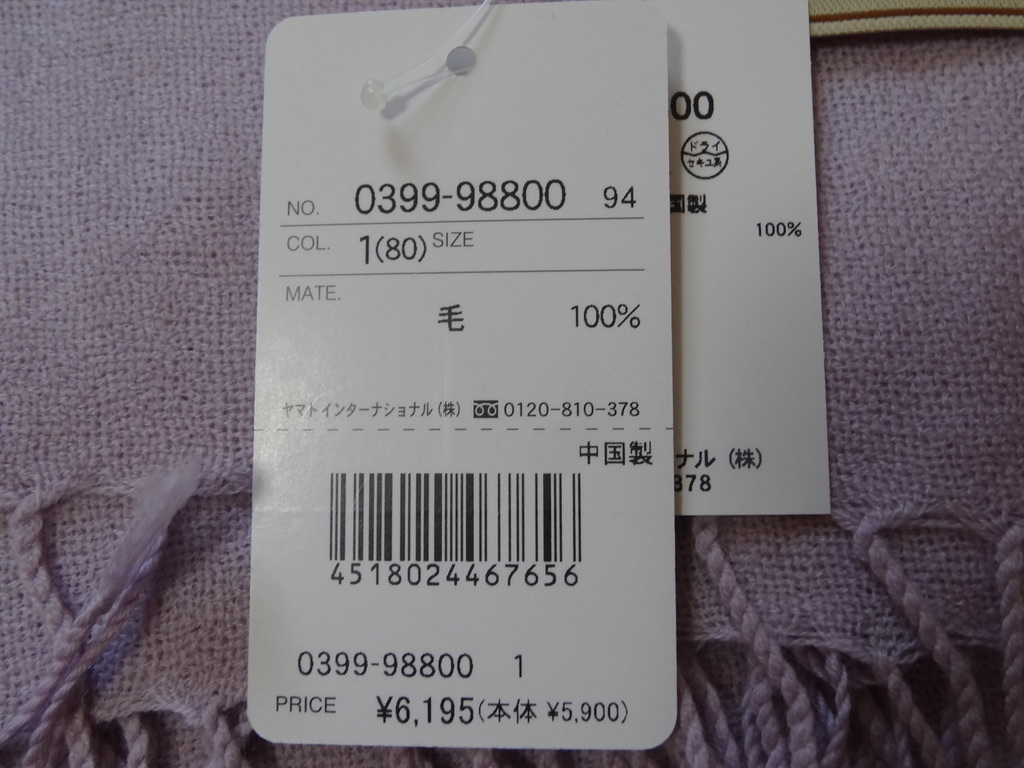 NO. 0399-98800 94
COL. 1(80) SIZE
MATE.
毛 100%
ヤマトインターナショナル(株) 0120-810-378
中国製
4518024467656
0399-98800 1
PRICE ¥6,195(本体 ¥5,900)
00
ドライ
セキユ系
国製
100%
ナル(株)
378